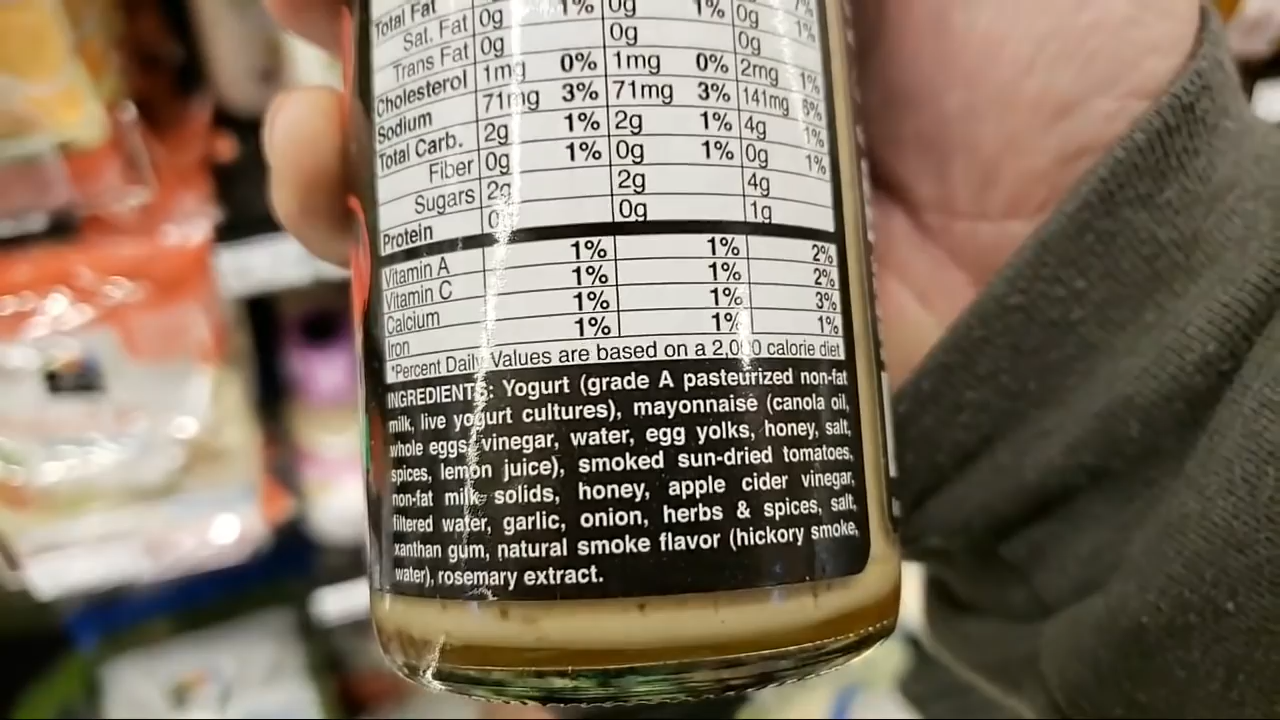 Total Fat 0g 1% 0g 1% 0g 1%
Sat. Fat 0g 0g 0g
Trans Fat 0g
Cholesterol 1mg 0% 1mg 0% 2mg 1%
Sodium 71mg 3% 71mg 3% 141mg 6%
Total Carb. 2g 1% 2g 1% 4g 1%
Fiber 0g 1% 0g 1% 0g 1%
Sugars 2g 2g 4g
Protein 0g 0g 1g
Vitamin A 1% 1% 2%
Vitamin C 1% 1% 2%
Calcium 1% 1% 3%
Iron 1% 1% 1%
*Percent Daily Values are based on a 2,000 calorie diet
INGREDIENTS: Yogurt (grade A pasteurized non-fat
milk, live yogurt cultures), mayonnaise (canola oil,
whole eggs, vinegar, water, egg yolks, honey, salt,
spices, lemon juice), smoked sun-dried tomatoes,
non-fat milk solids, honey, apple cider vinegar,
filtered water, garlic, onion, herbs & spices, salt,
xanthan gum, natural smoke flavor (hickory smoke,
water), rosemary extract.